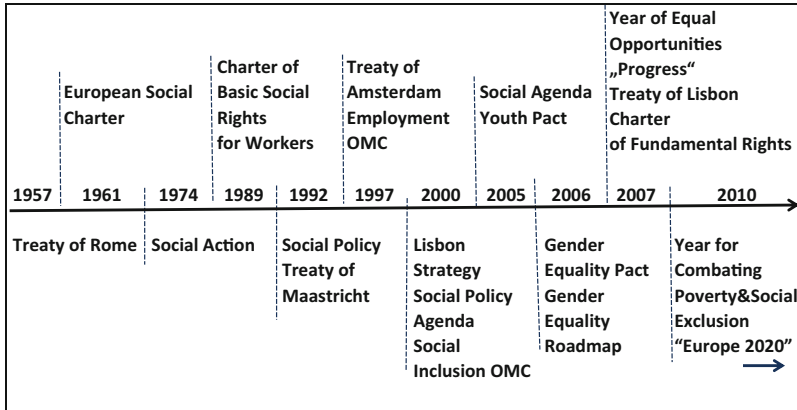 Year of Equal
Opportunities
„Progress“
Treaty of Lisbon
Charter
of Fundamental Rights
European Social
Charter
Charter of
Basic Social
Rights
for Workers
Treaty of
Amsterdam
Employment
OMC
Social Agenda
Youth Pact
1957 1961 1974 1989 1992 1997 2000 2005 2006 2007 2010
Treaty of Rome
Social Action
Social Policy
Treaty of
Maastricht
Lisbon
Strategy
Social Policy
Agenda
Social
Inclusion OMC
Gender
Equality Pact
Gender
Equality
Roadmap
Year for
Combating
Poverty&Social
Exclusion
“Europe 2020”